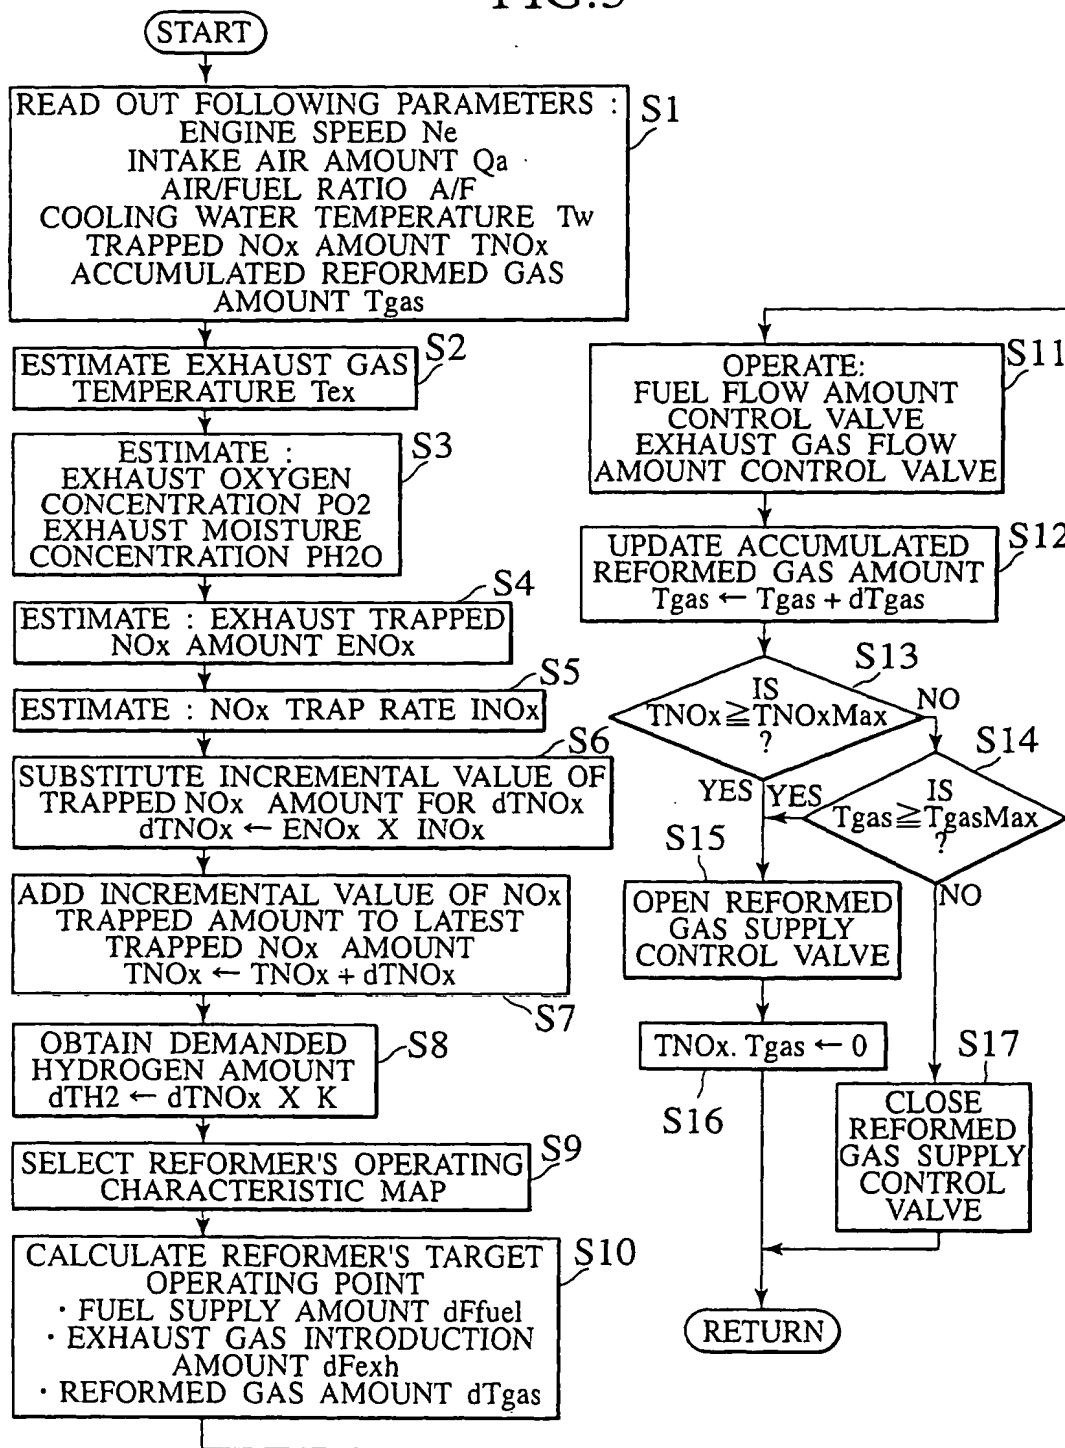 FIG.5
START
READ OUT FOLLOWING PARAMETERS :
ENGINE SPEED Ne
INTAKE AIR AMOUNT Qa
AIR/FUEL RATIO A/F
COOLING WATER TEMPERATURE Tw
TRAPPED NOx AMOUNT TNOx
ACCUMULATED REFORMED GAS
AMOUNT Tgas
S1
ESTIMATE EXHAUST GAS
TEMPERATURE Tex
S2
ESTIMATE :
EXHAUST OXYGEN
CONCENTRATION PO2
EXHAUST MOISTURE
CONCENTRATION PH2O
S3
ESTIMATE : EXHAUST TRAPPED
NOx AMOUNT ENOx
S4
ESTIMATE : NOx TRAP RATE INOx
S5
SUBSTITUTE INCREMENTAL VALUE OF
TRAPPED NOx AMOUNT FOR dTNOx
dTNOx ← ENOx X INOx
S6
ADD INCREMENTAL VALUE OF NOx
TRAPPED AMOUNT TO LATEST
TRAPPED NOx AMOUNT
TNOx ← TNOx + dTNOx
S7
OBTAIN DEMANDED
HYDROGEN AMOUNT
dTH2 ← dTNOx X K
S8
SELECT REFORMER'S OPERATING
CHARACTERISTIC MAP
S9
CALCULATE REFORMER'S TARGET
OPERATING POINT
· FUEL SUPPLY AMOUNT dFfuel
· EXHAUST GAS INTRODUCTION
AMOUNT dFexh
· REFORMED GAS AMOUNT dTgas
S10
OPERATE:
FUEL FLOW AMOUNT
CONTROL VALVE
EXHAUST GAS FLOW
AMOUNT CONTROL VALVE
S11
UPDATE ACCUMULATED
REFORMED GAS AMOUNT
Tgas ← Tgas + dTgas
S12
IS
TNOx≧TNOxMax
?
S13
NO
YES
IS
Tgas≧TgasMax
?
S14
YES
NO
OPEN REFORMED
GAS SUPPLY
CONTROL VALVE
S15
TNOx. Tgas ← 0
S16
CLOSE
REFORMED
GAS SUPPLY
CONTROL
VALVE
S17
RETURN